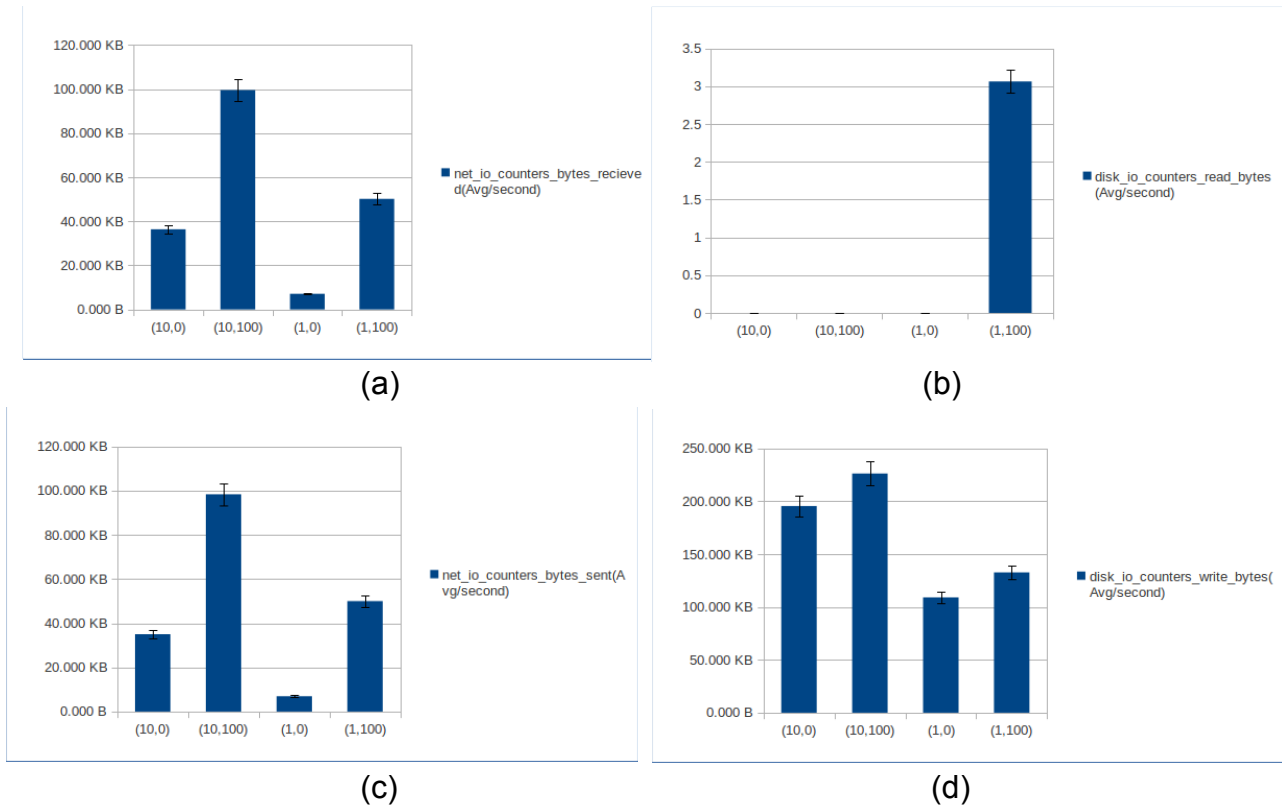 120.000 KB
100.000 KB
80.000 KB
60.000 KB
40.000 KB
20.000 KB
0.000 B
(10,0) (10,100) (1,0) (1,100)
net_io_counters_bytes_recieve
d(Avg/second)
(a)
3.5
3
2.5
2
1.5
1
0.5
0
(10,0) (10,100) (1,0) (1,100)
disk_io_counters_read_bytes
(Avg/second)
(b)
120.000 KB
100.000 KB
80.000 KB
60.000 KB
40.000 KB
20.000 KB
0.000 B
(10,0) (10,100) (1,0) (1,100)
net_io_counters_bytes_sent(A
vg/second)
(c)
250.000 KB
200.000 KB
150.000 KB
100.000 KB
50.000 KB
0.000 B
(10,0) (10,100) (1,0) (1,100)
disk_io_counters_write_bytes(
Avg/second)
(d)